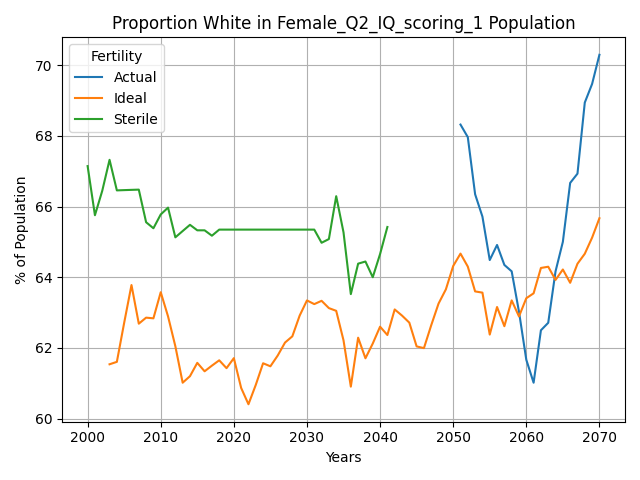 Proportion White in Female_Q2_IQ_scoring_1 Population
Fertility
Actual
Ideal
Sterile
% of Population
70
68
66
64
62
60
2000 2010 2020 2030 2040 2050 2060 2070
Years